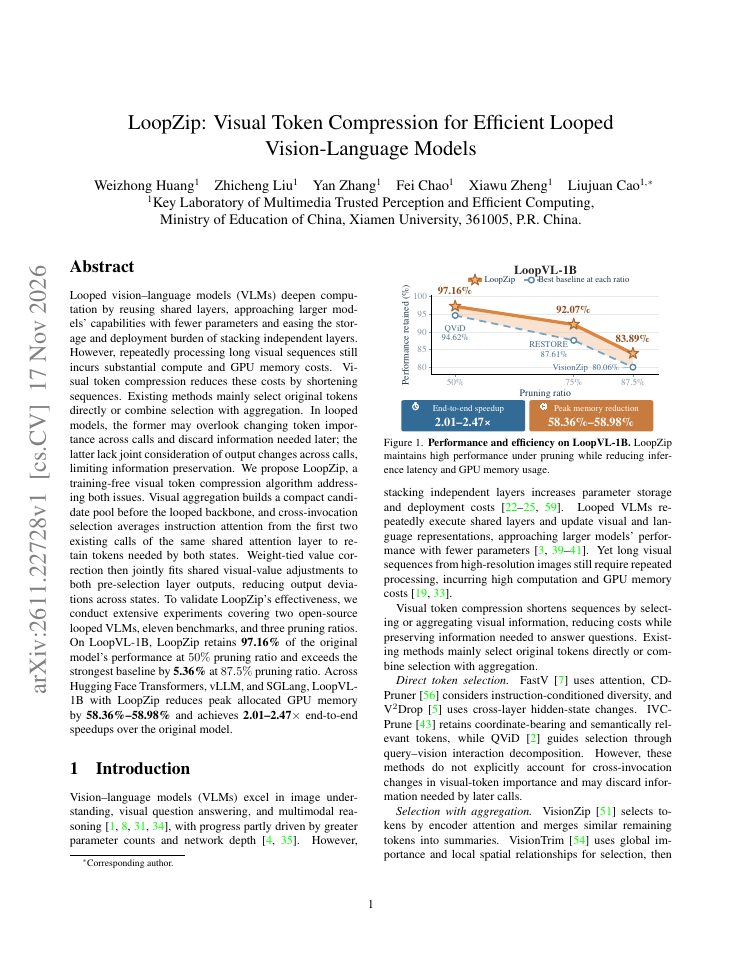 LoopZip: Visual Token Compression for Efficient Looped
Vision-Language Models
Weizhong Huang¹ Zhicheng Liu¹ Yan Zhang¹ Fei Chao¹ Xiawu Zheng¹ Liujuan Cao¹,*
¹Key Laboratory of Multimedia Trusted Perception and Efficient Computing,
Ministry of Education of China, Xiamen University, 361005, P.R. China.
arXiv:2611.22728v1 [cs.CV] 17 Nov 2026
Abstract
Looped vision–language models (VLMs) deepen compu-
tation by reusing shared layers, approaching larger mod-
els' capabilities with fewer parameters and easing the stor-
age and deployment burden of stacking independent layers.
However, repeatedly processing long visual sequences still
incurs substantial compute and GPU memory costs. Vi-
sual token compression reduces these costs by shortening
sequences. Existing methods mainly select original tokens
directly or combine selection with aggregation. In looped
models, the former may overlook changing token impor-
tance across calls and discard information needed later; the
latter lack joint consideration of output changes across calls,
limiting information preservation. We propose LoopZip, a
training-free visual token compression algorithm address-
ing both issues. Visual aggregation builds a compact candi-
date pool before the looped backbone, and cross-invocation
selection averages instruction attention from the first two
existing calls of the same shared attention layer to re-
tain tokens needed by both states. Weight-tied value cor-
rection then jointly fits shared visual-value adjustments to
both pre-selection layer outputs, reducing output devia-
tions across states. To validate LoopZip's effectiveness, we
conduct extensive experiments covering two open-source
looped VLMs, eleven benchmarks, and three pruning ratios.
On LoopVL-1B, LoopZip retains 97.16% of the original
model's performance at 50% pruning ratio and exceeds the
strongest baseline by 5.36% at 87.5% pruning ratio. Across
Hugging Face Transformers, vLLM, and SGLang, LoopVL-
1B with LoopZip reduces peak allocated GPU memory
by 58.36%–58.98% and achieves 2.01–2.47× end-to-end
speedups over the original model.
1 Introduction
Vision–language models (VLMs) excel in image under-
standing, visual question answering, and multimodal rea-
soning [1, 8, 31, 34], with progress partly driven by greater
parameter counts and network depth [4, 35]. However,
*Corresponding author.
LoopVL-1B
LoopZip Best baseline at each ratio
Performance retained (%)
100
95
90
85
80
97.16%
92.07%
83.89%
QViD
94.62%
RESTORE
87.61%
VisionZip 80.06%
50%
75%
87.5%
Pruning ratio
End-to-end speedup
2.01–2.47×
Peak memory reduction
58.36%–58.98%
Figure 1. Performance and efficiency on LoopVL-1B. LoopZip
maintains high performance under pruning while reducing infer-
ence latency and GPU memory usage.
stacking independent layers increases parameter storage
and deployment costs [22–25, 59]. Looped VLMs re-
peatedly execute shared layers and update visual and lan-
guage representations, approaching larger models' perfor-
mance with fewer parameters [3, 39–41]. Yet long visual
sequences from high-resolution images still require repeated
processing, incurring high computation and GPU memory
costs [19, 33].
Visual token compression shortens sequences by select-
ing or aggregating visual information, reducing costs while
preserving information needed to answer questions. Exist-
ing methods mainly select original tokens directly or com-
bine selection with aggregation.
Direct token selection. FastV [7] uses attention, CD-
Pruner [56] considers instruction-conditioned diversity, and
V²Drop [5] uses cross-layer hidden-state changes. IVC-
Prune [43] retains coordinate-bearing and semantically rel-
evant tokens, while QViD [2] guides selection through
query–vision interaction decomposition. However, these
methods do not explicitly account for cross-invocation
changes in visual-token importance and may discard infor-
mation needed by later calls.
Selection with aggregation. VisionZip [51] selects to-
kens by encoder attention and merges similar remaining
tokens into summaries. VisionTrim [54] uses global im-
portance and local spatial relationships for selection, then
1